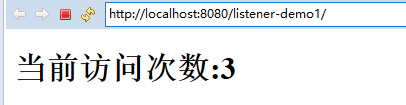 http://localhost:8080/listener-demo1/
当前访问次数:3